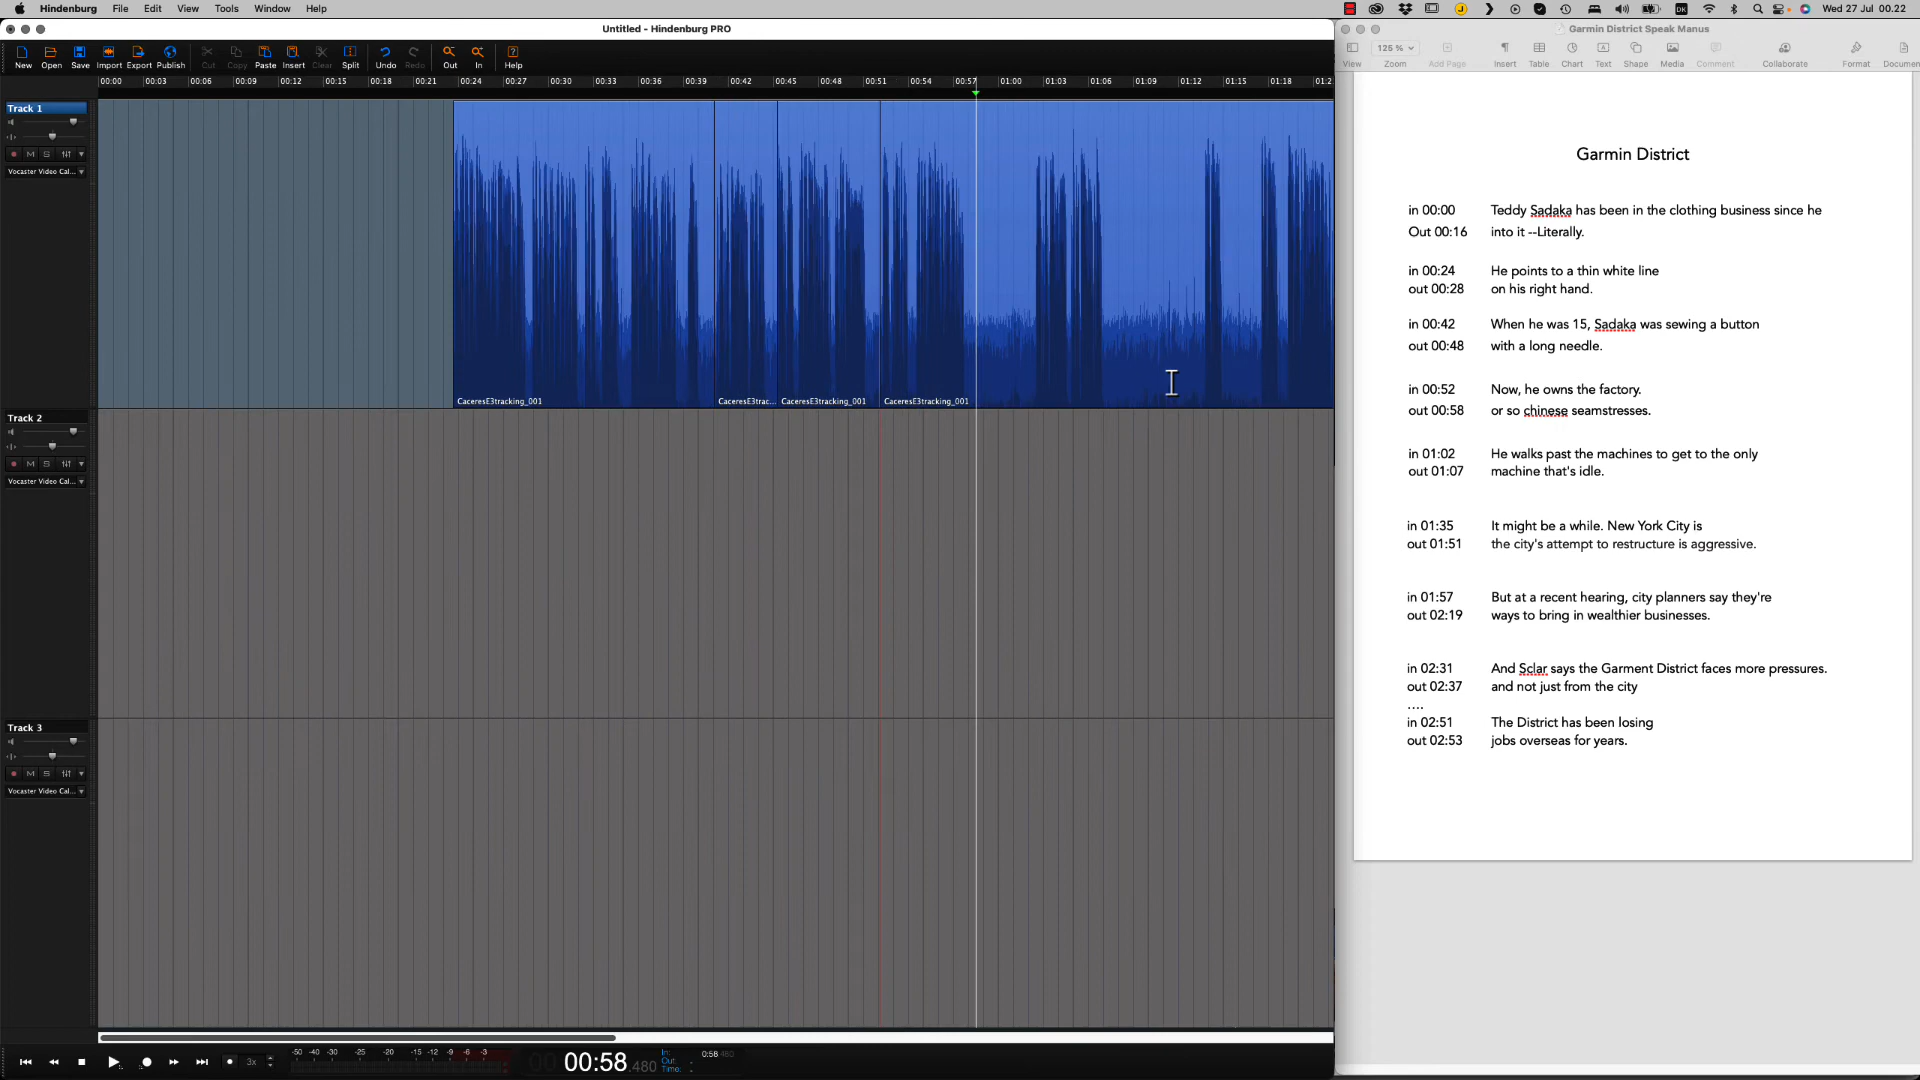 Hindenburg File Edit View Tools Window Help
Wed 27 Jul 00.22
Untitled - Hindenburg PRO
New Open Save Import Export Publish Cut Copy Paste Insert Clear Split Undo Redo Out In Help
00:00 00:03 00:06 00:09 00:12 00:15 00:18 00:21 00:24 00:27 00:30 00:33 00:36 00:39 00:42 00:45 00:48 00:51 00:54 00:57 01:00 01:03 01:06 01:09 01:12 01:15 01:18 01:2
Track 1
M S
Vocaster Video Cal...
CaceresE3tracking_001 CaceresE3trac... CaceresE3tracking_001 CaceresE3tracking_001
Track 2
M S
Vocaster Video Cal...
Track 3
M S
Vocaster Video Cal...
3x
-50 -40 -30 -25 -20 -15 -12 -9 -6 -3
00:58.480
In: 0:58.480
Out:
Time:
Garmin District Speak Manus
125 %
View Zoom Add Page Insert Table Chart Text Shape Media Comment Collaborate Format Documen
Garmin District
in 00:00 Teddy Sadaka has been in the clothing business since he
Out 00:16 into it --Literally.
in 00:24 He points to a thin white line
out 00:28 on his right hand.
in 00:42 When he was 15, Sadaka was sewing a button
out 00:48 with a long needle.
in 00:52 Now, he owns the factory.
out 00:58 or so chinese seamstresses.
in 01:02 He walks past the machines to get to the only
out 01:07 machine that's idle.
in 01:35 It might be a while. New York City is
out 01:51 the city's attempt to restructure is aggressive.
in 01:57 But at a recent hearing, city planners say they're
out 02:19 ways to bring in wealthier businesses.
in 02:31 And Sclar says the Garment District faces more pressures.
out 02:37 and not just from the city
....
in 02:51 The District has been losing
out 02:53 jobs overseas for years.